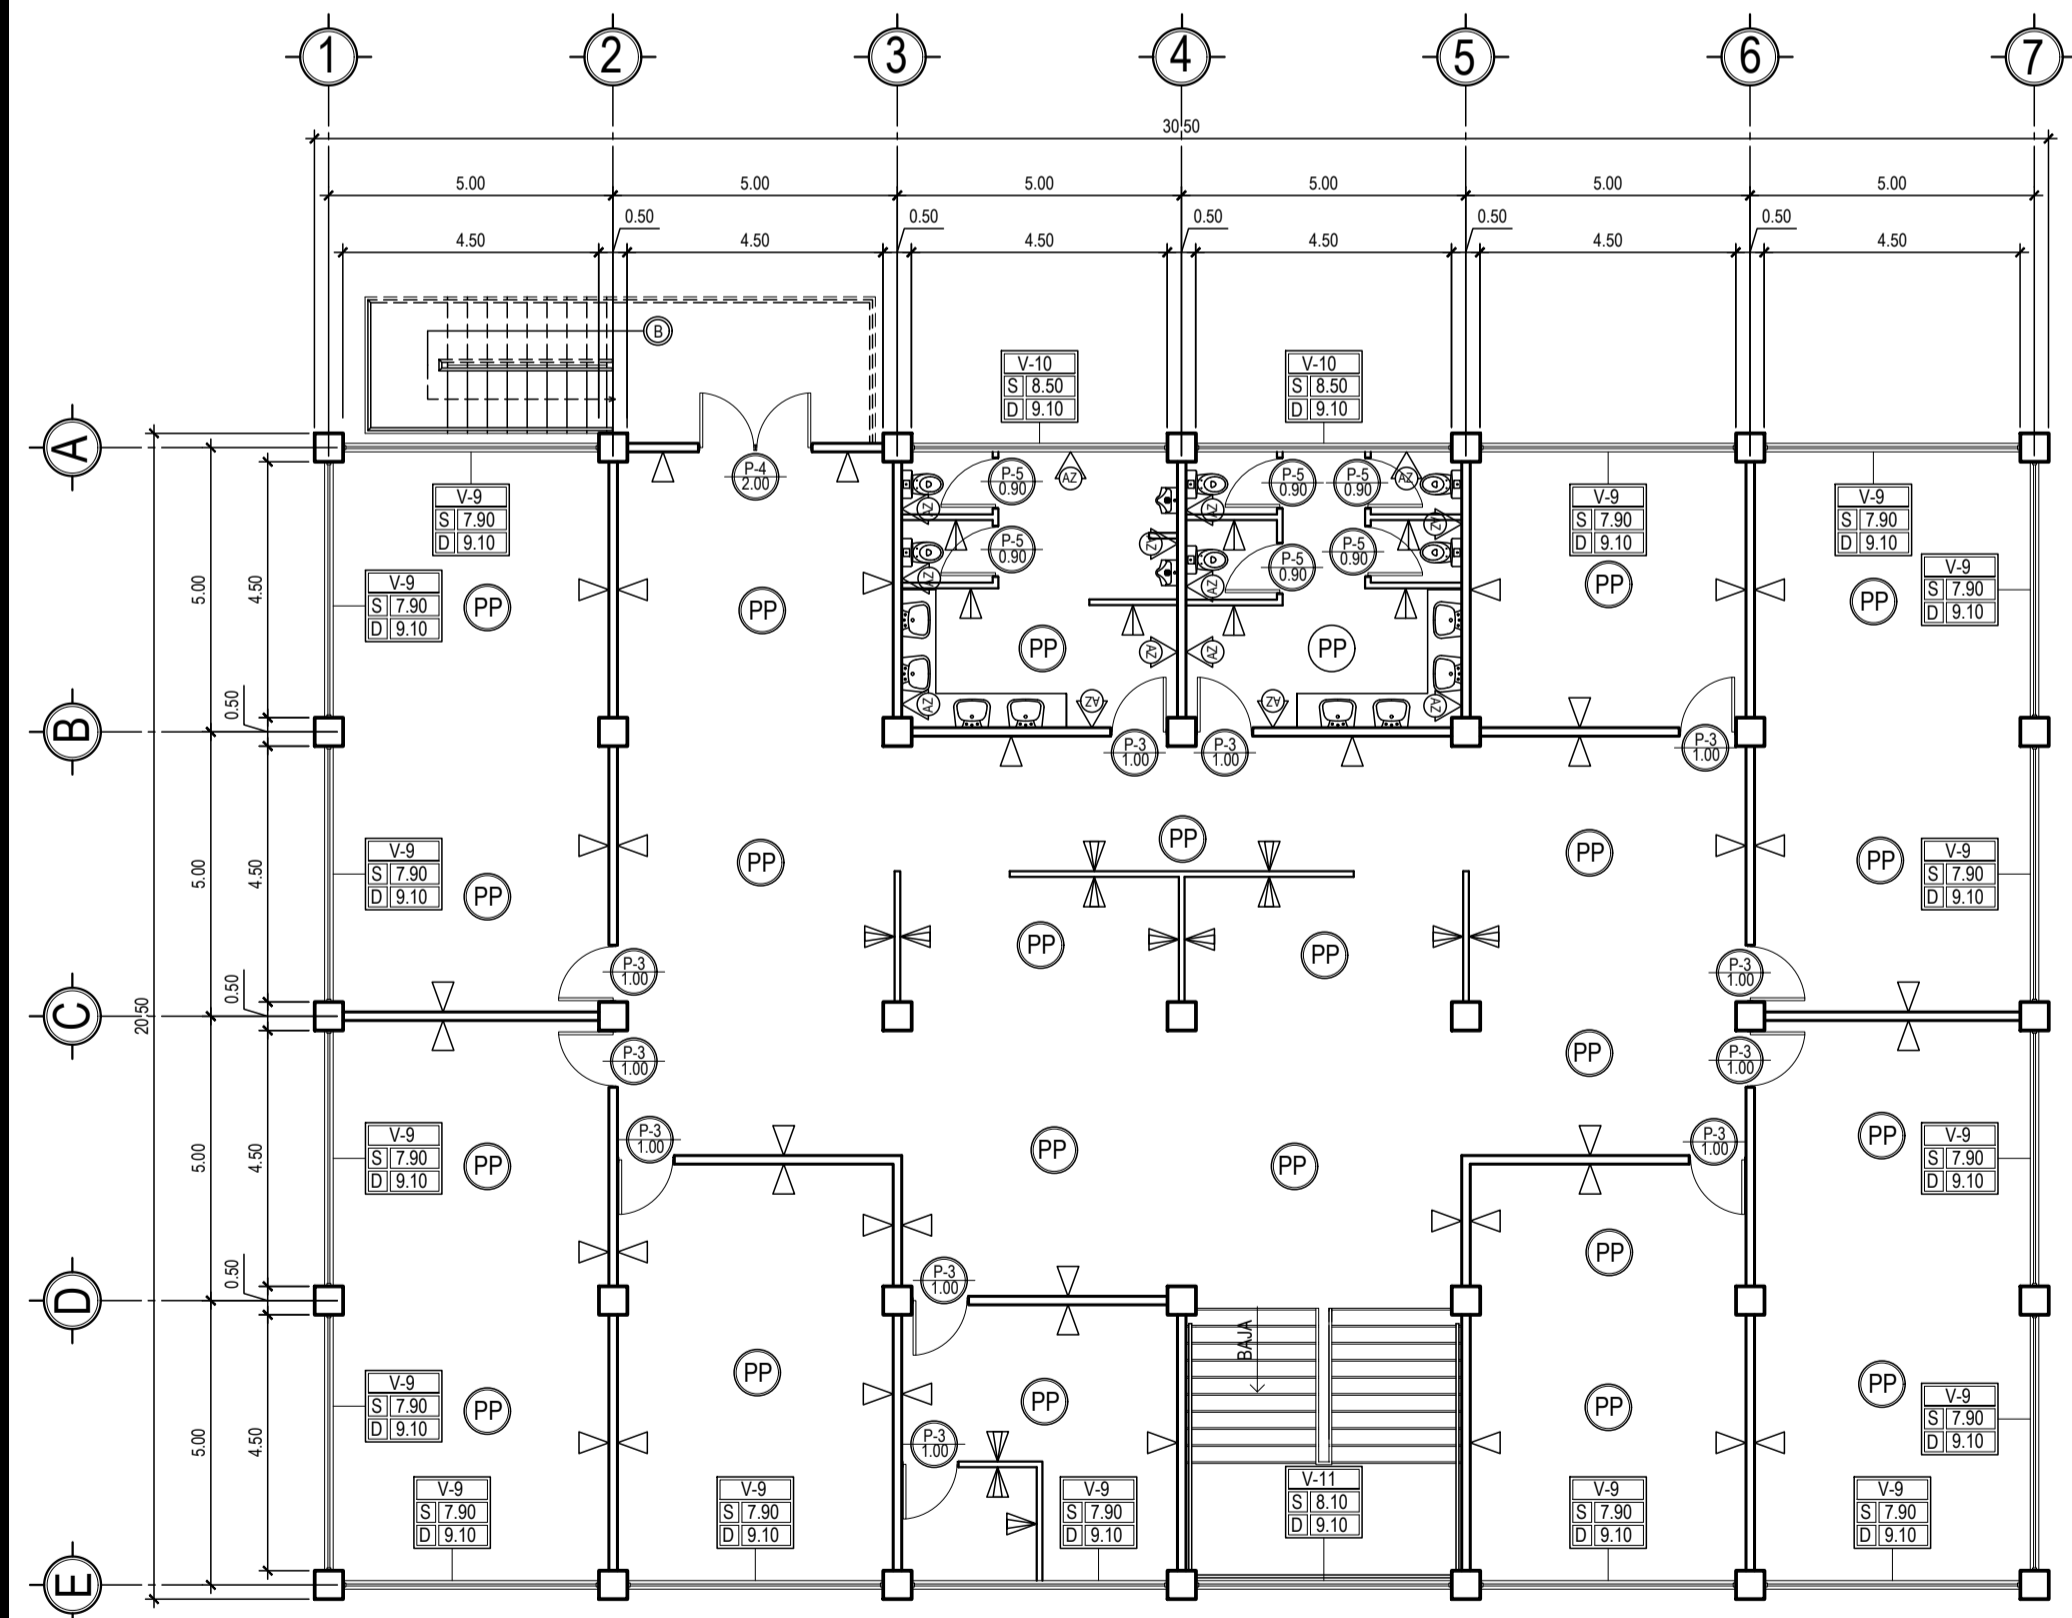 1 2 3 4 5 6 7
30.50
5.00 5.00 5.00 5.00 5.00 5.00
0.50 0.50 0.50 0.50 0.50
4.50 4.50 4.50 4.50 4.50 4.50
B
V-10 V-10
S 8.50 S 8.50
D 9.10 D 9.10
A
P-4
2.00
P-5 P-5 P-5
0.90 0.90 0.90
AZ AZ
V-9 V-9 V-9
S 7.90 S 7.90 S 7.90
D 9.10 D 9.10 D 9.10
AZ AZ AZ
P-5 P-5 P-5
0.90 0.90 0.90
AZ
V-9 V-9
S 7.90 S 7.90
D 9.10 D 9.10
AZ AZ
5.00 4.50
PP PP PP PP
PP PP
AZ AZ
0.50
AZ AZ AZ AZ
B
P-3 P-3 P-3
1.00 1.00 1.00
PP
V-9 PP PP PP V-9
S 7.90 S 7.90
D 9.10 D 9.10
5.00 4.50
PP
PP PP
P-3 P-3
1.00 1.00
0.50
C
20.50
P-3 PP P-3
1.00 1.00
P-3 P-3
1.00 1.00
V-9 PP V-9
S 7.90 S 7.90
D 9.10 D 9.10
5.00 4.50
PP PP PP
PP
0.50
P-3
1.00
D
BAJA
PP PP
V-9 V-9
S 7.90 S 7.90
D 9.10 D 9.10
PP PP PP
5.00 4.50
P-3
1.00
V-11
S 8.10
D 9.10
V-9 V-9 V-9 V-9 V-9
S 7.90 S 7.90 S 7.90 S 7.90 S 7.90
D 9.10 D 9.10 D 9.10 D 9.10 D 9.10
E